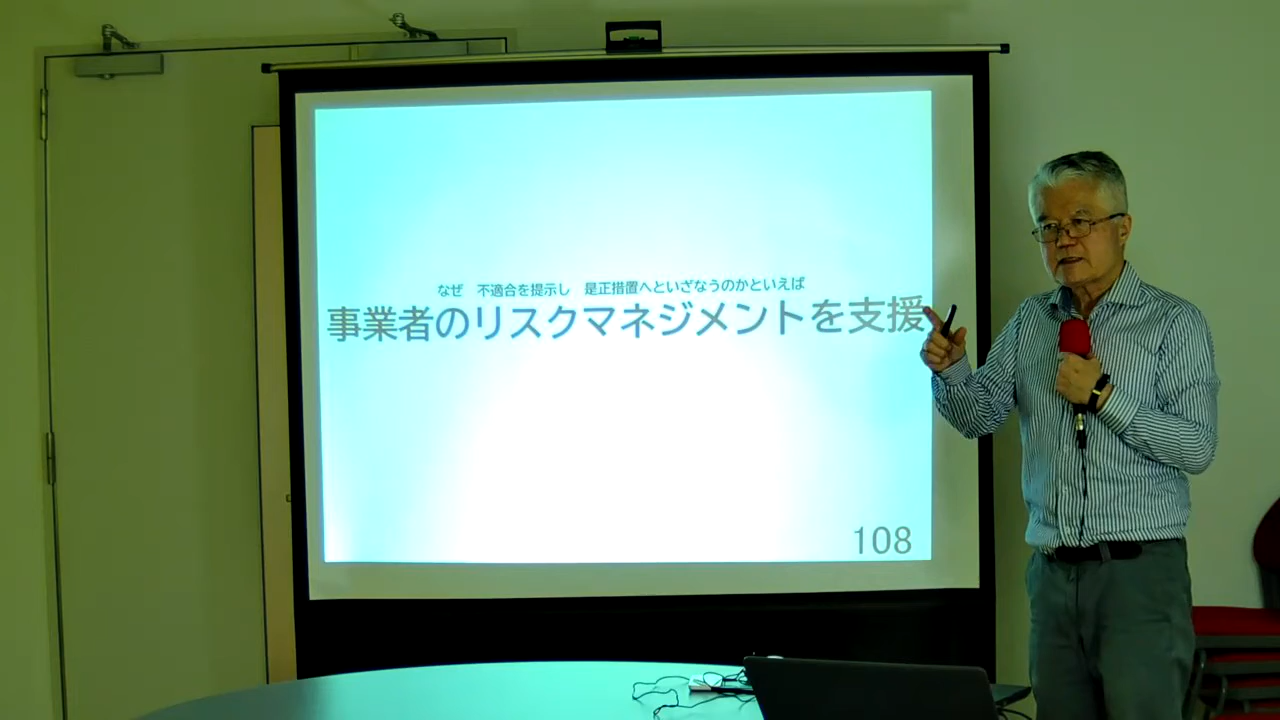 なぜ　不適合を提示し　是正措置へといざなうのかといえば
事業者のリスクマネジメントを支援
108